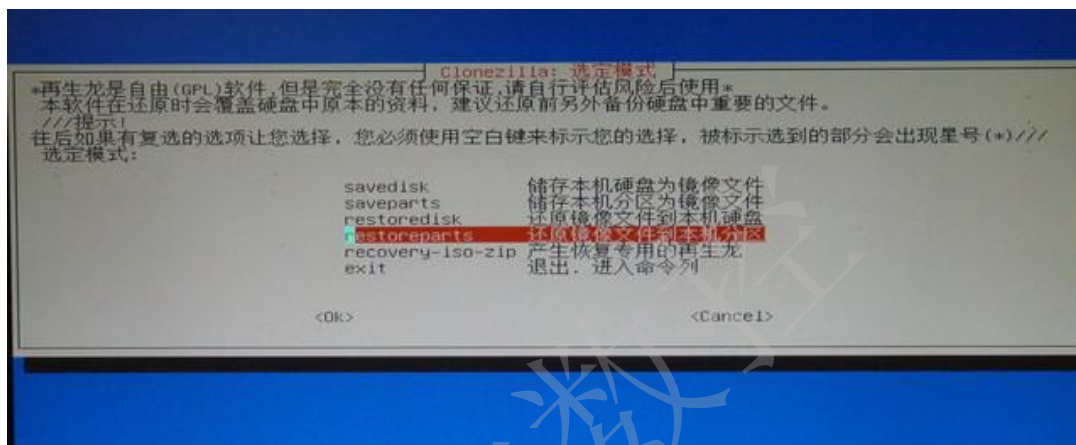 Clonezilla: 选定模式
*再生龙是自由(GPL)软件,但是完全没有任何保证,请自行评估风险后使用*
本软件在还原时会覆盖硬盘中原本的资料，建议还原前另外备份硬盘中重要的文件。
///提示!
往后如果有复选的选项让您选择，您必须使用空白键来标示您的选择，被标示选到的部分会出现星号(*)///
选定模式:
savedisk 储存本机硬盘为镜像文件
saveparts 储存本机分区为镜像文件
restoredisk 还原镜像文件到本机硬盘
restoreparts 还原镜像文件到本机分区
recovery-iso-zip 产生恢复专用的再生龙
exit 退出. 进入命令列
<Ok> <Cancel>